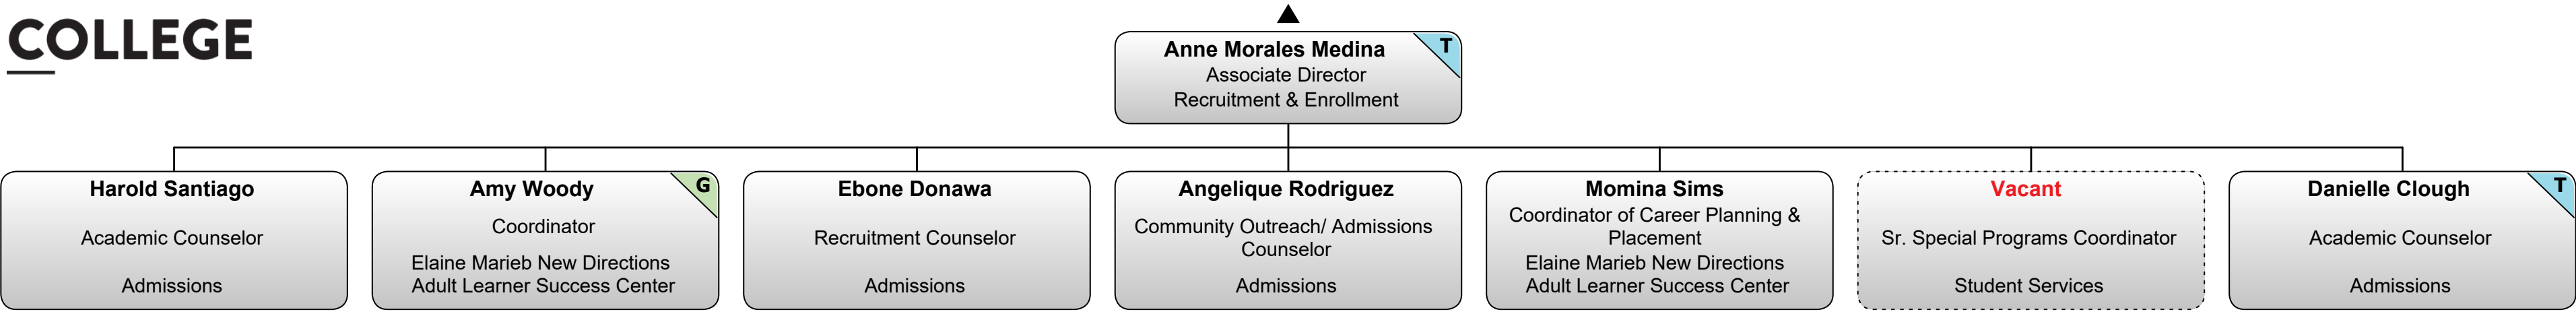 COLLEGE
Anne Morales Medina
T
Associate Director
Recruitment & Enrollment
Harold Santiago
Academic Counselor
Admissions
Amy Woody
G
Coordinator
Elaine Marieb New Directions
Adult Learner Success Center
Ebone Donawa
Recruitment Counselor
Admissions
Angelique Rodriguez
Community Outreach/ Admissions
Counselor
Admissions
Momina Sims
Coordinator of Career Planning &
Placement
Elaine Marieb New Directions
Adult Learner Success Center
Vacant
Sr. Special Programs Coordinator
Student Services
Danielle Clough
T
Academic Counselor
Admissions